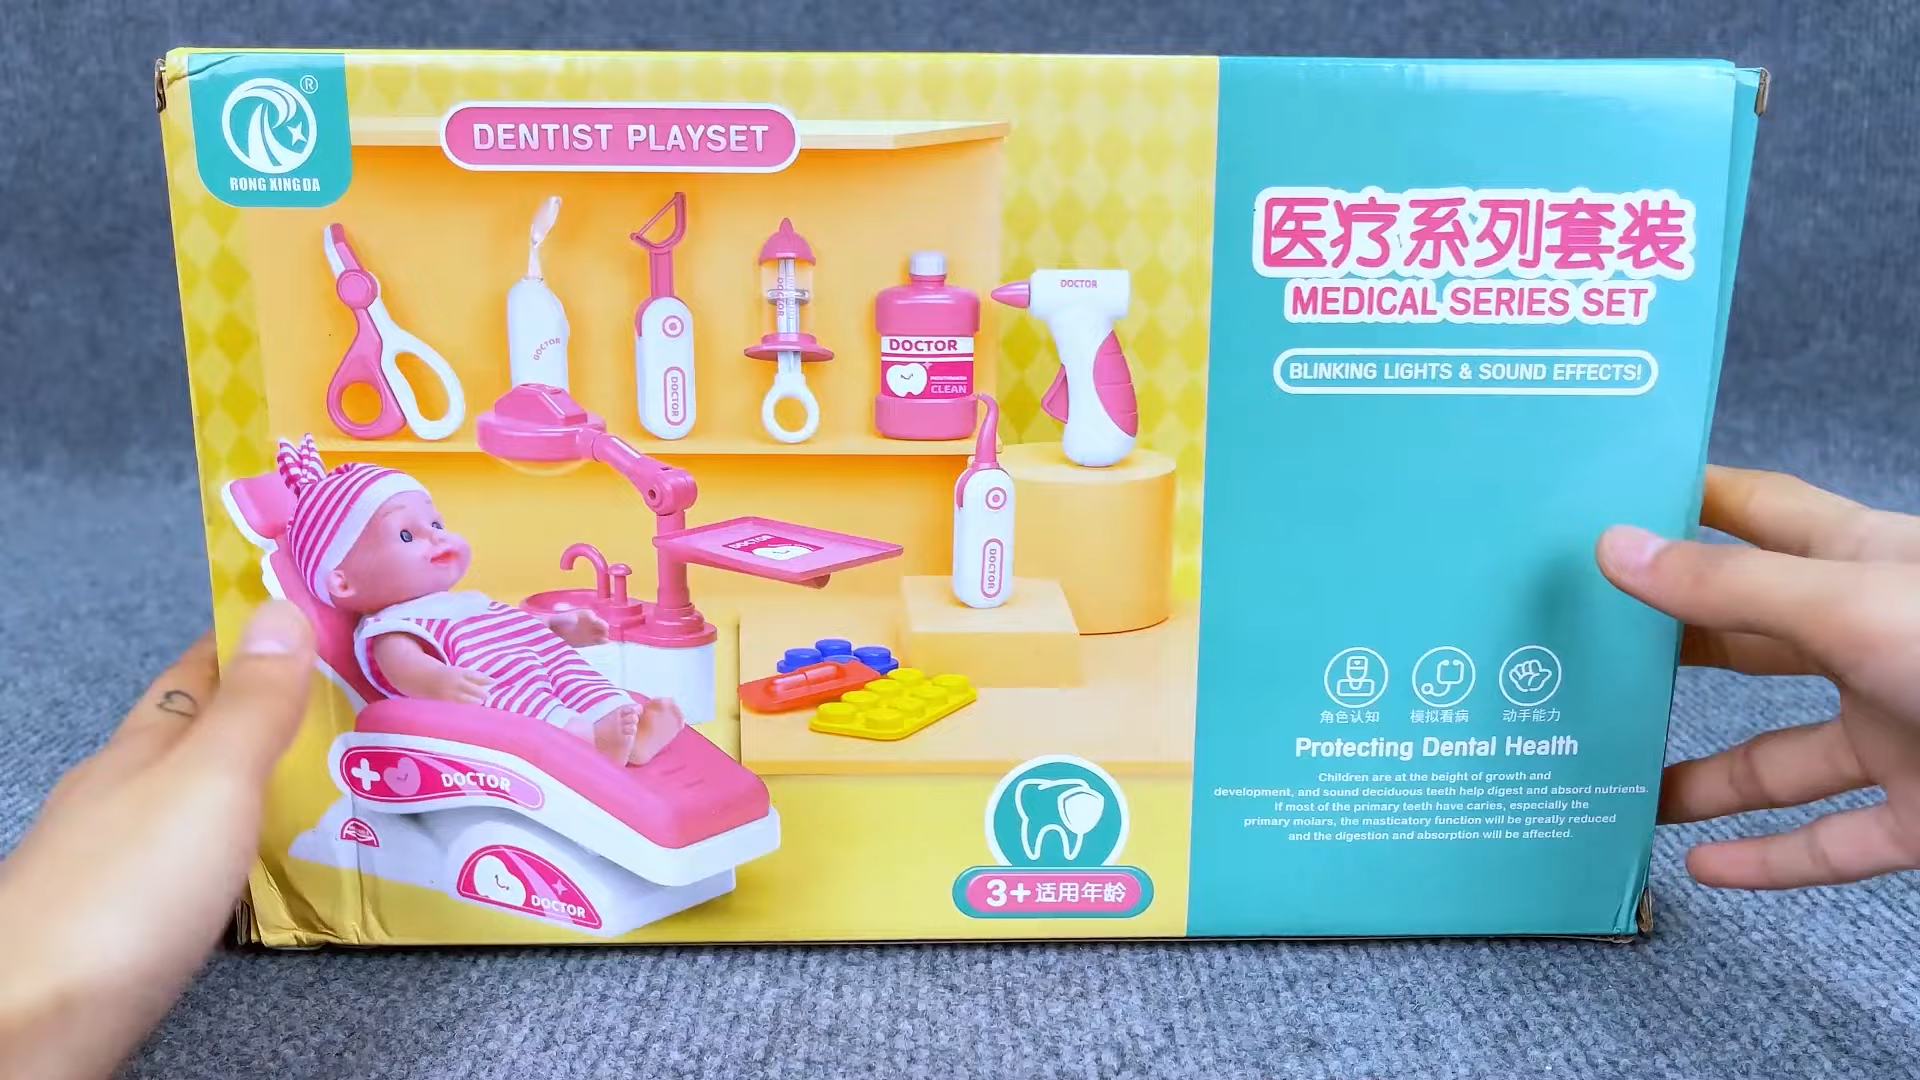 RONG XING DA
®
DENTIST PLAYSET
DOCTOR
DOCTOR
DOCTOR
DOCTOR
CLEAN
DOCTOR
DOCTOR
DOCTOR
DOCTOR
DOCTOR
3+适用年龄
医疗系列套装
MEDICAL SERIES SET
BLINKING LIGHTS & SOUND EFFECTS!
角色认知 模拟看病 动手能力
Protecting Dental Health
Children are at the beight of growth and
development, and sound deciduous teeth help digest and absord nutrients.
If most of the primary teeth have caries, especially the
primary molars, the masticatory function will be greatly reduced
and the digestion and absorption will be affected.